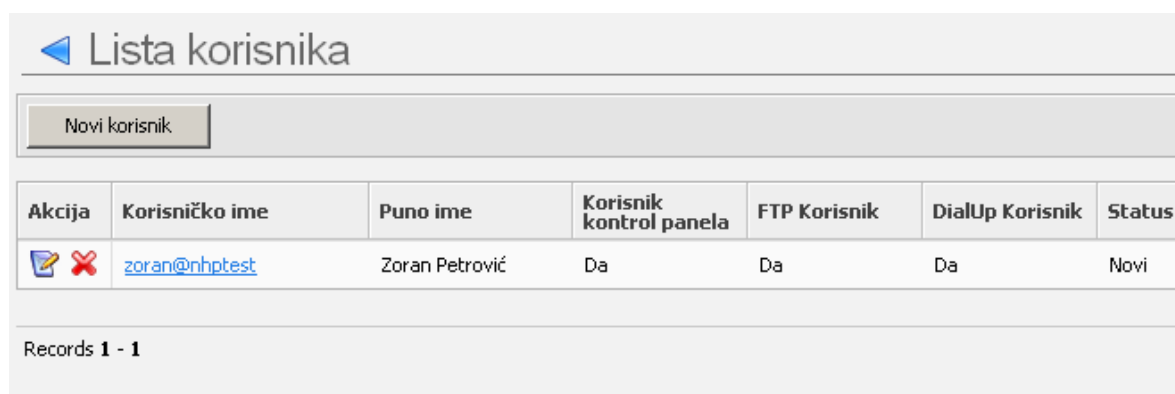 Lista korisnika
Novi korisnik
Akcija Korisničko ime Puno ime Korisnik kontrol panela FTP Korisnik DialUp Korisnik Status
zoran@nhptest Zoran Petrović Da Da Da Novi
Records 1 - 1